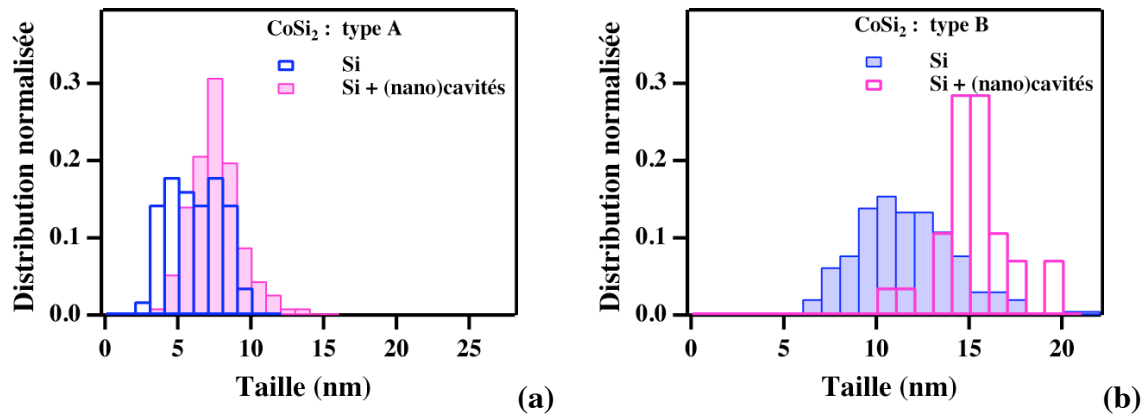 CoSi2 : type A
Si
Si + (nano)cavités
Distribution normalisée
0.3
0.2
0.1
0.0
0 5 10 15 20 25
Taille (nm)
(a)
CoSi2 : type B
Si
Si + (nano)cavités
Distribution normalisée
0.3
0.2
0.1
0.0
0 5 10 15 20
Taille (nm)
(b)